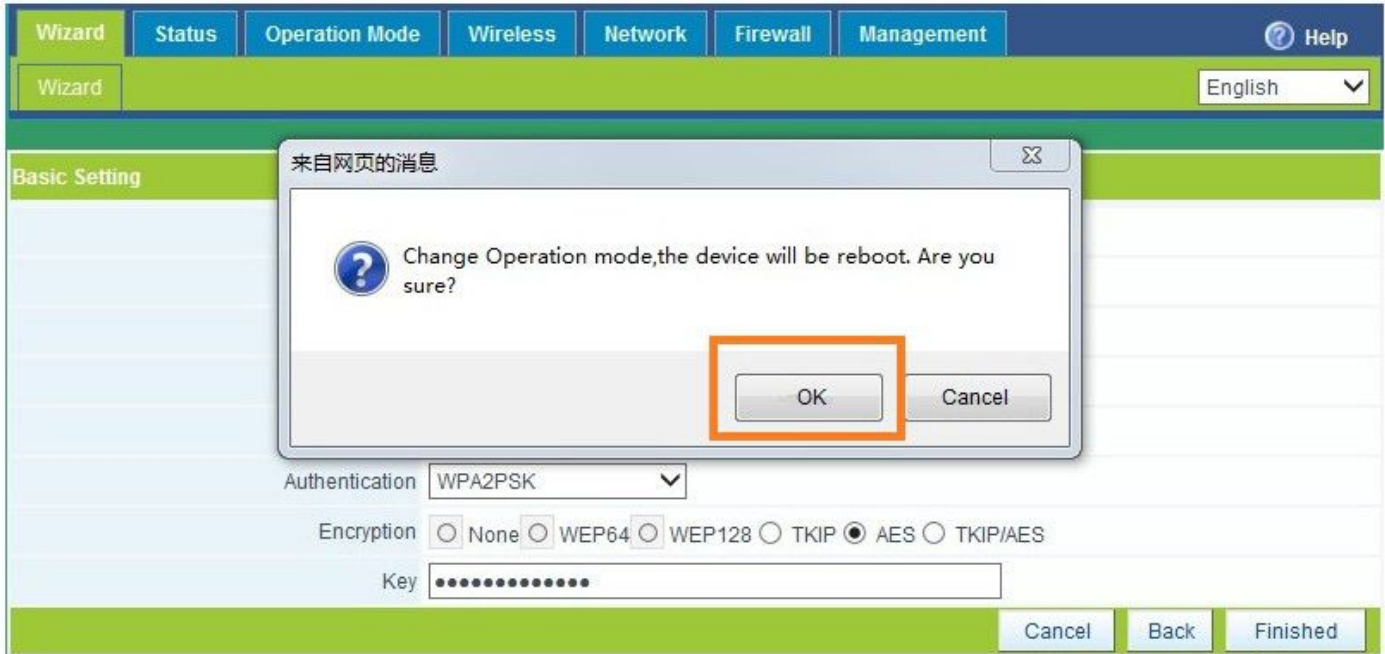 Wizard Status Operation Mode Wireless Network Firewall Management Help
Wizard English
来自网页的消息
Basic Setting
Change Operation mode,the device will be reboot. Are you
sure?
OK Cancel
Authentication WPA2PSK
Encryption None WEP64 WEP128 TKIP AES TKIP/AES
Key •••••••••••••
Cancel Back Finished